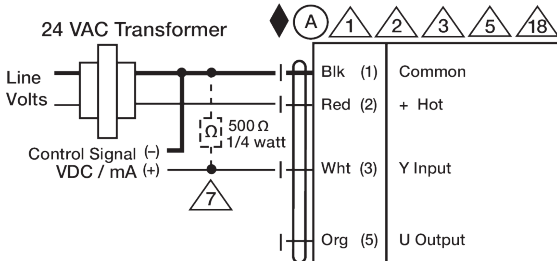 A 1 2 3 5 18
24 VAC Transformer
Line
Volts
Blk (1) Common
Red (2) + Hot
Ω 500 Ω
1/4 watt
Control Signal (–)
VDC / mA (+)
Wht (3) Y Input
7
Org (5) U Output